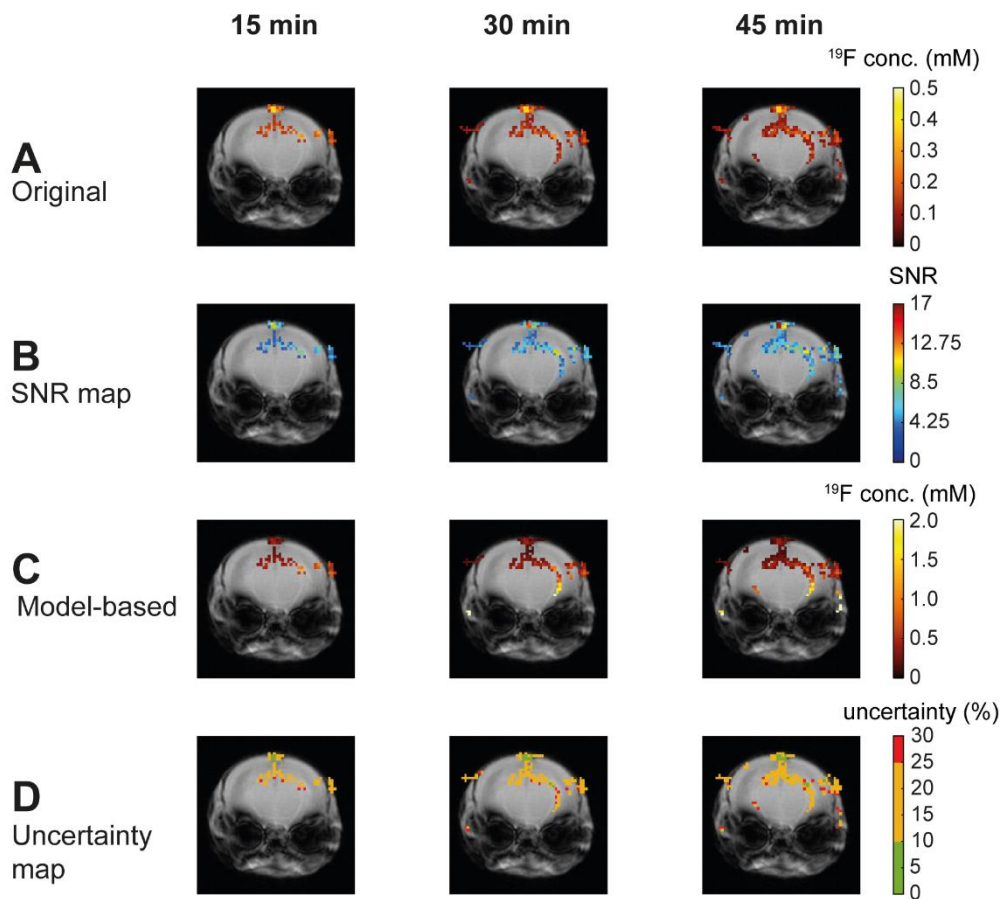 15 min 30 min 45 min
¹⁹F conc. (mM)
0.5
0.4
0.3
0.2
0.1
0
A
Original
SNR
17
12.75
8.5
4.25
0
B
SNR map
¹⁹F conc. (mM)
2.0
1.5
1.0
0.5
0
C
Model-based
uncertainty (%)
30
25
20
15
10
5
0
D
Uncertainty
map